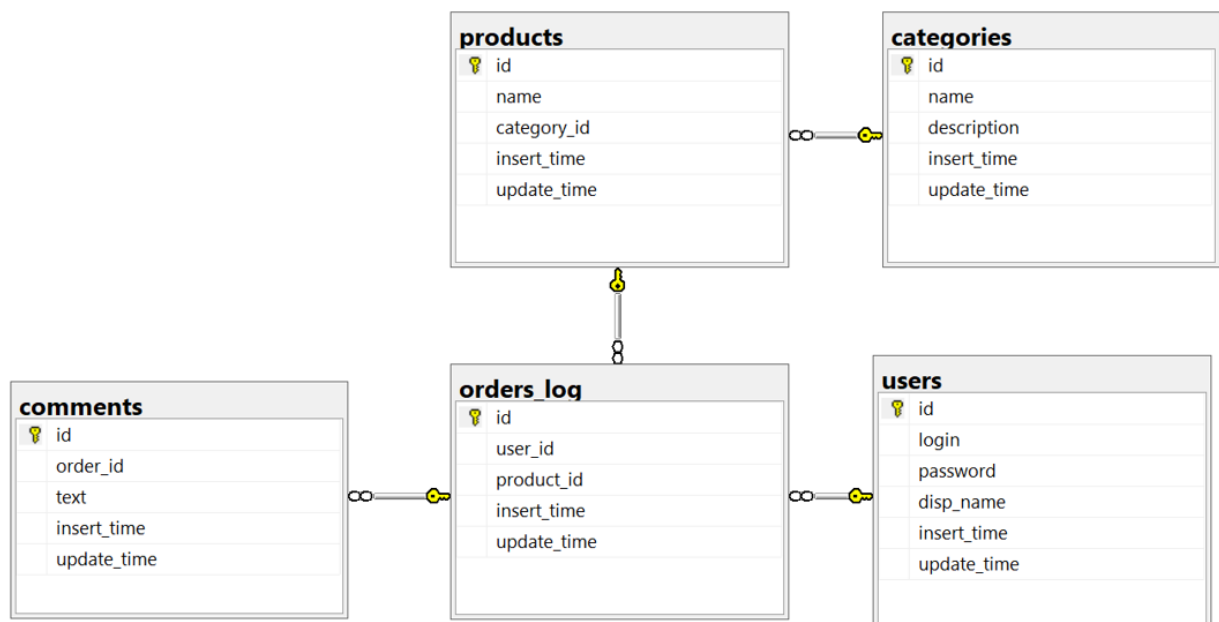 products
id
name
category_id
insert_time
update_time
categories
id
name
description
insert_time
update_time
comments
id
order_id
text
insert_time
update_time
orders_log
id
user_id
product_id
insert_time
update_time
users
id
login
password
disp_name
insert_time
update_time